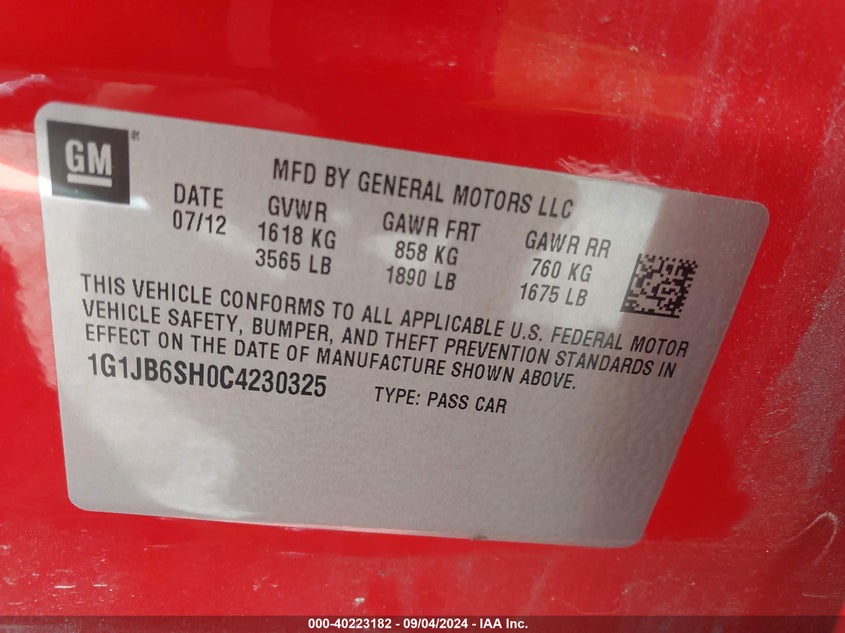 GM®
MFD BY GENERAL MOTORS LLC
DATE GVWR GAWR FRT GAWR RR
07/12 1618 KG 858 KG 760 KG
3565 LB 1890 LB 1675 LB
THIS VEHICLE CONFORMS TO ALL APPLICABLE U.S. FEDERAL MOTOR
VEHICLE SAFETY, BUMPER, AND THEFT PREVENTION STANDARDS IN
EFFECT ON THE DATE OF MANUFACTURE SHOWN ABOVE.
1G1JB6SH0C4230325 TYPE: PASS CAR
000-40223182 - 09/04/2024 - IAA Inc.